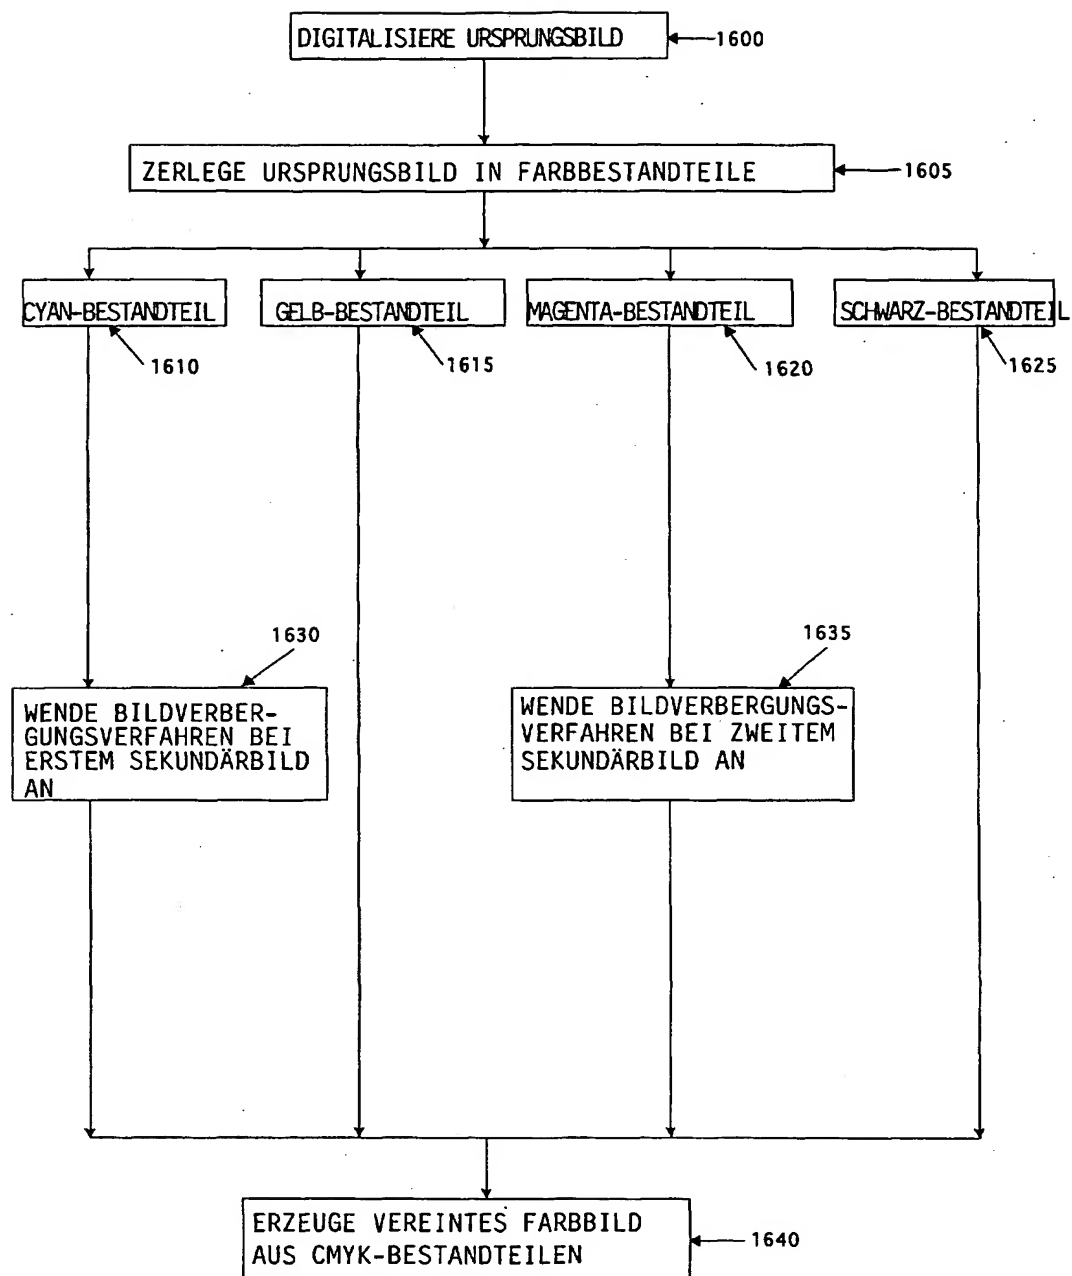 DIGITALISIERE URSPRUNGSBILD
1600
ZERLEGE URSPRUNGSBILD IN FARBBESTANDTEILE
1605
CYAN-BESTANDTEIL
GELB-BESTANDTEIL
MAGENTA-BESTANDTEIL
SCHWARZ-BESTANDTEIL
1610
1615
1620
1625
1630
1635
WENDE BILDVERBER-
GUNGSVERFAHREN BEI
ERSTEM SEKUNDÄRBILD
AN
WENDE BILDVERBERGUNGS-
VERFAHREN BEI ZWEITEM
SEKUNDÄRBILD AN
ERZEUGE VEREINTES FARBBILD
AUS CMYK-BESTANDTEILEN
1640